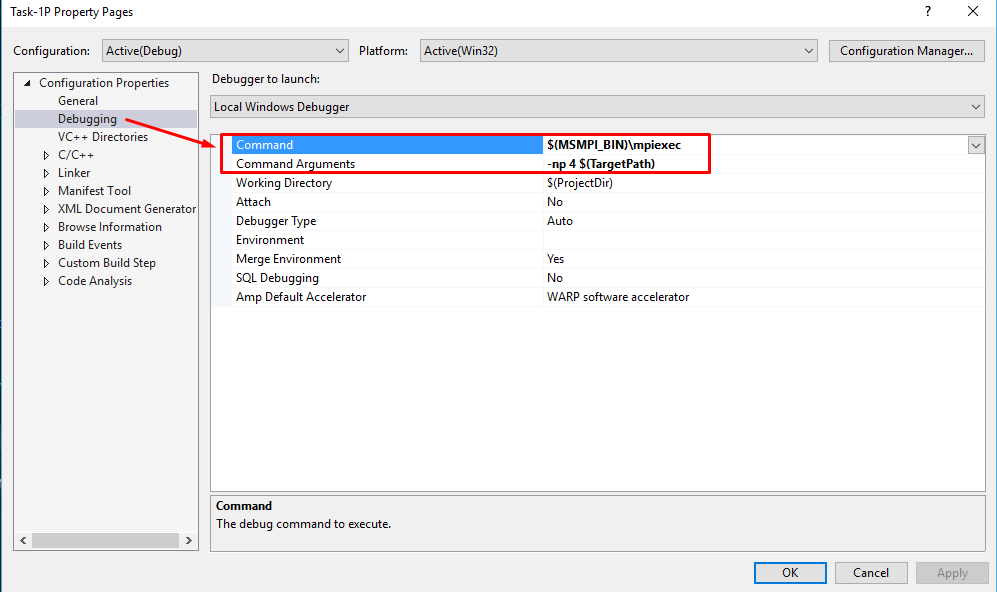 Task-1P Property Pages
?
Configuration: Active(Debug) Platform: Active(Win32) Configuration Manager...
Configuration Properties
General
Debugging
VC++ Directories
C/C++
Linker
Manifest Tool
XML Document Generator
Browse Information
Build Events
Custom Build Step
Code Analysis
Debugger to launch:
Local Windows Debugger
Command $(MSMPI_BIN)\mpiexec
Command Arguments -np 4 $(TargetPath)
Working Directory $(ProjectDir)
Attach No
Debugger Type Auto
Environment
Merge Environment Yes
SQL Debugging No
Amp Default Accelerator WARP software accelerator
Command
The debug command to execute.
OK Cancel Apply